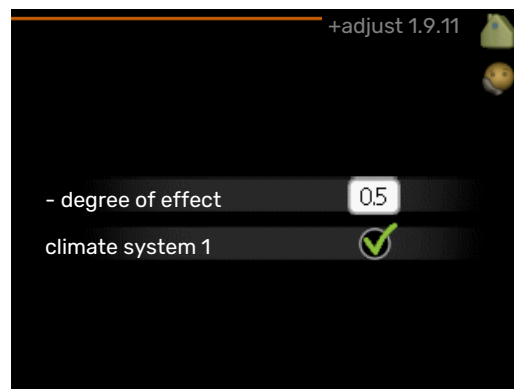 +adjust 1.9.11
- degree of effect 0.5
climate system 1